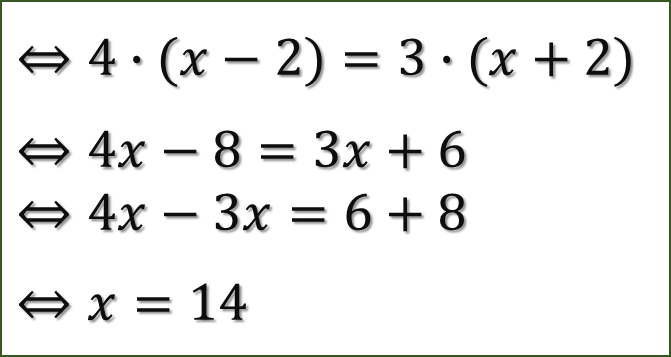 ⇔ 4 · (x − 2) = 3 · (x + 2)
⇔ 4x − 8 = 3x + 6
⇔ 4x − 3x = 6 + 8
⇔ x = 14